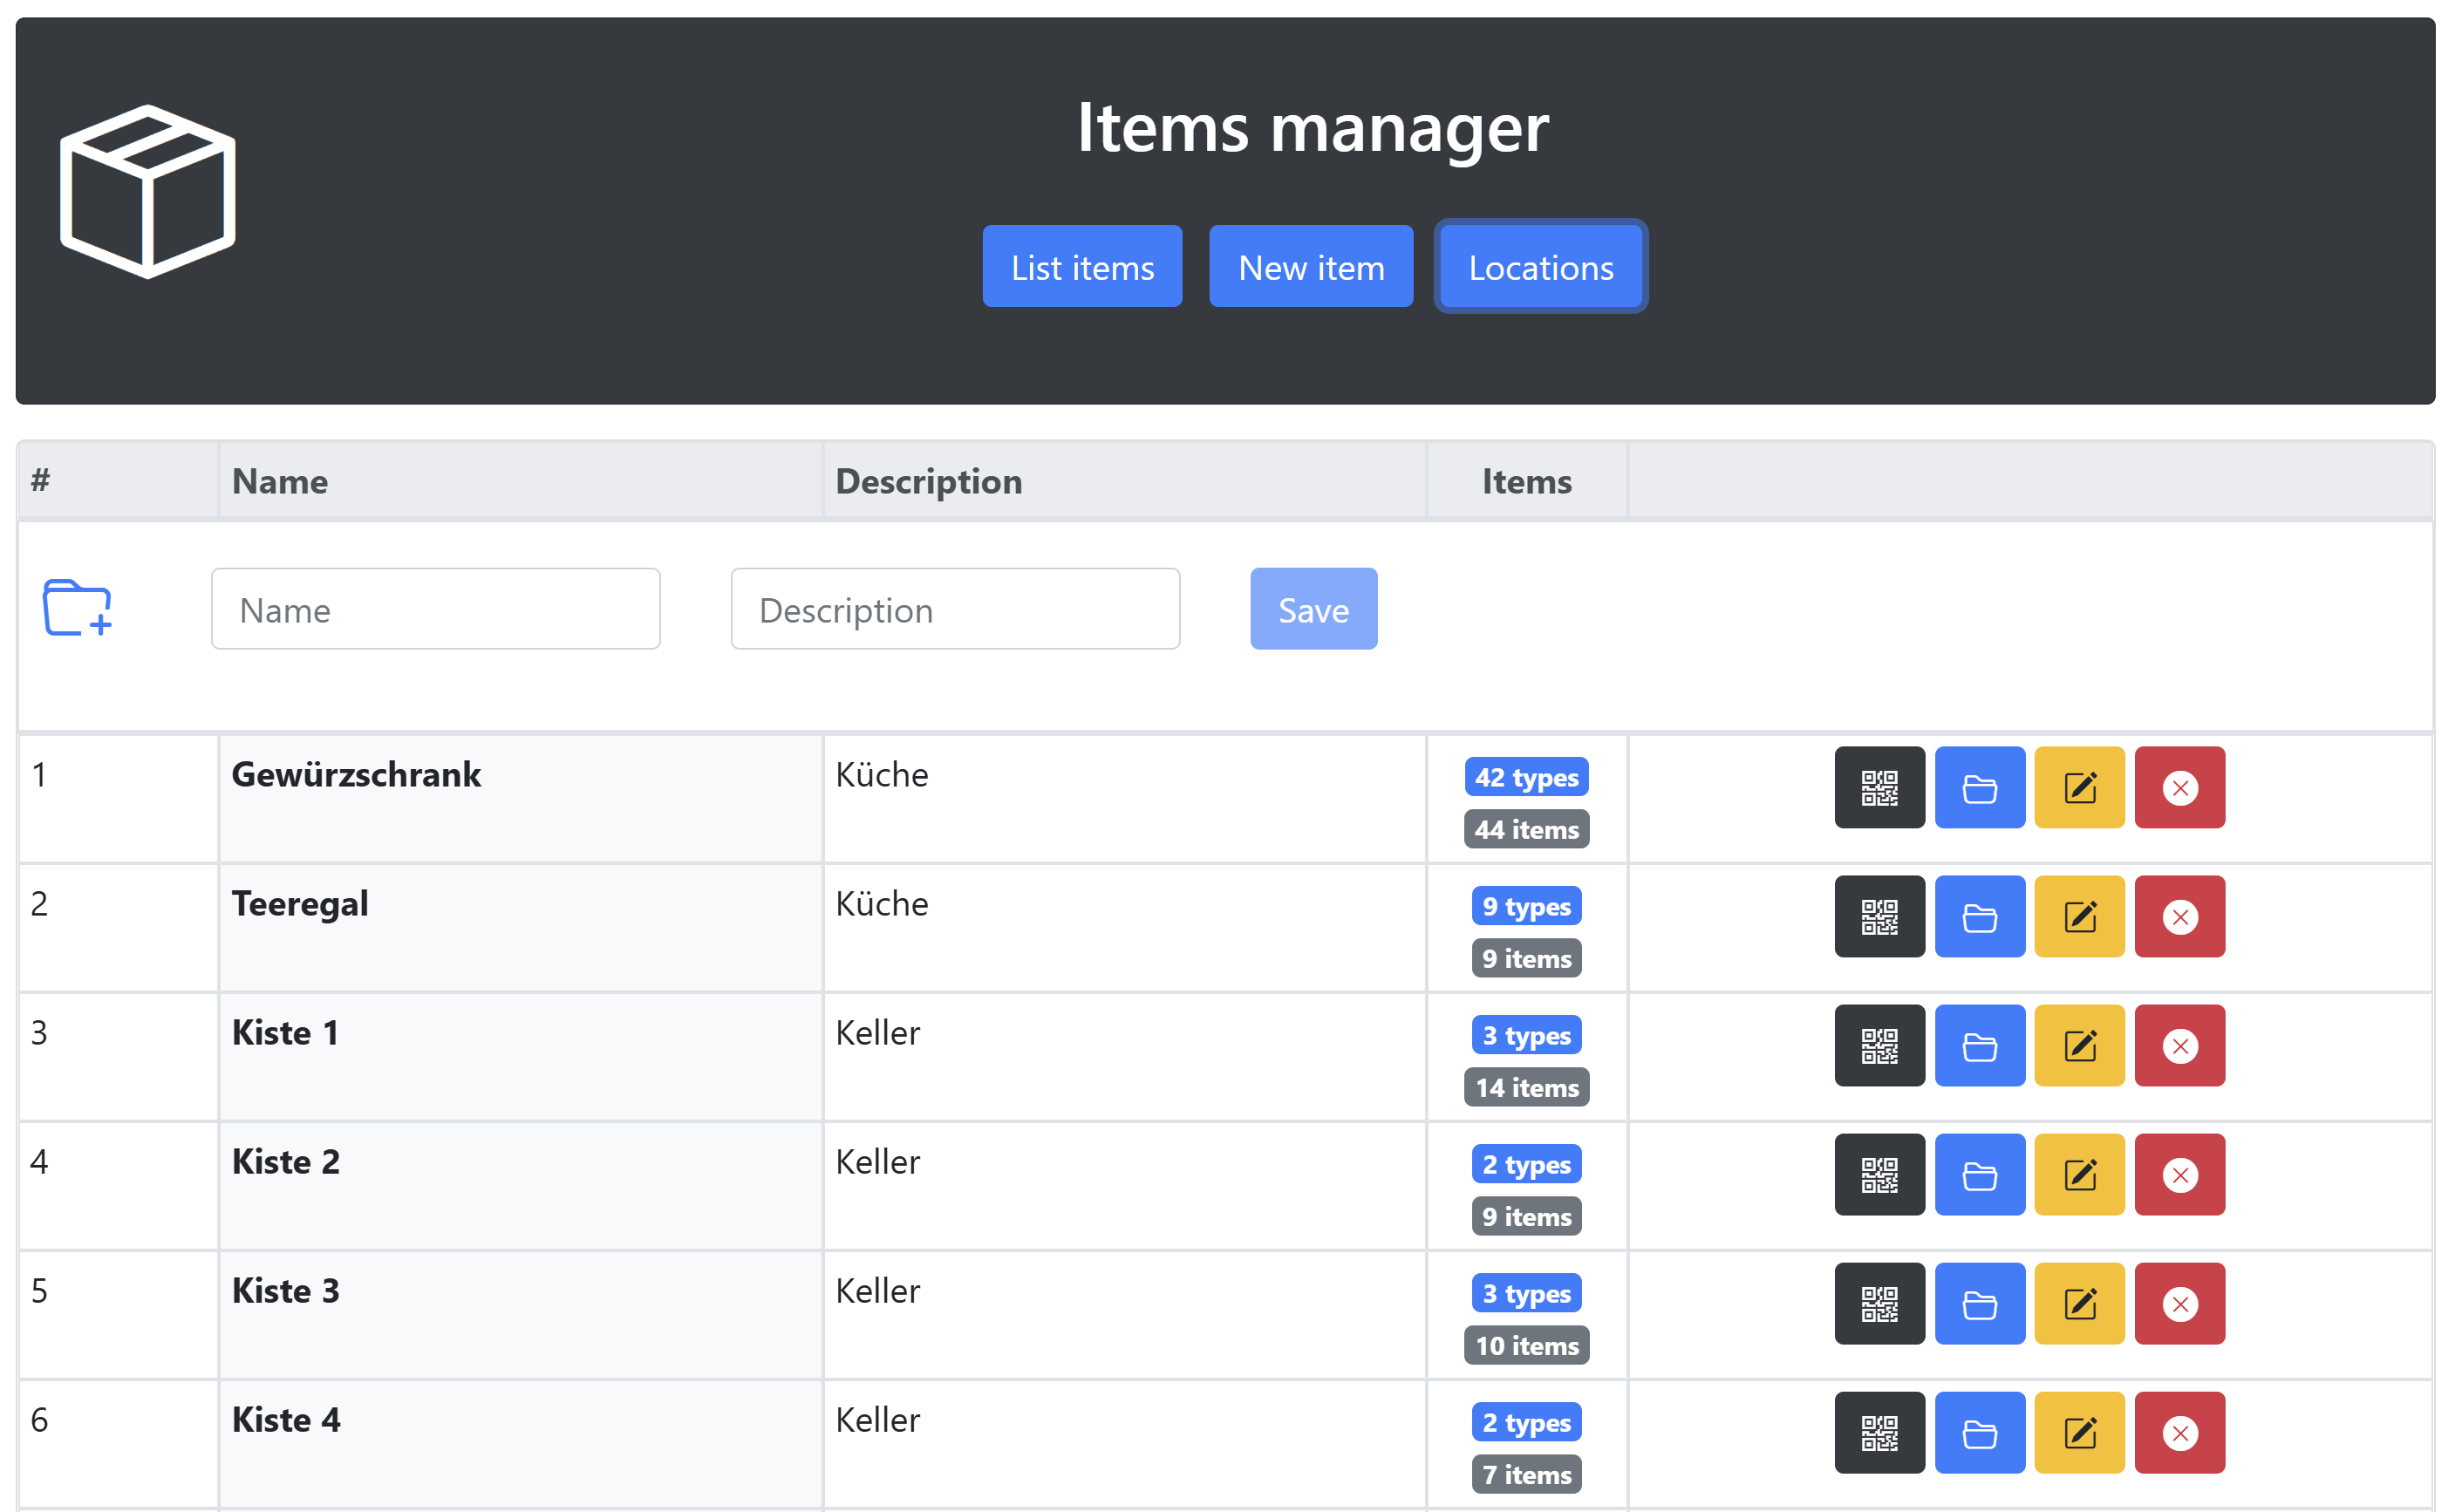 Items manager
List items New item Locations
# Name Description Items
Name Description Save
1 Gewürzschrank Küche 42 types
44 items
2 Teeregal Küche 9 types
9 items
3 Kiste 1 Keller 3 types
14 items
4 Kiste 2 Keller 2 types
9 items
5 Kiste 3 Keller 3 types
10 items
6 Kiste 4 Keller 2 types
7 items